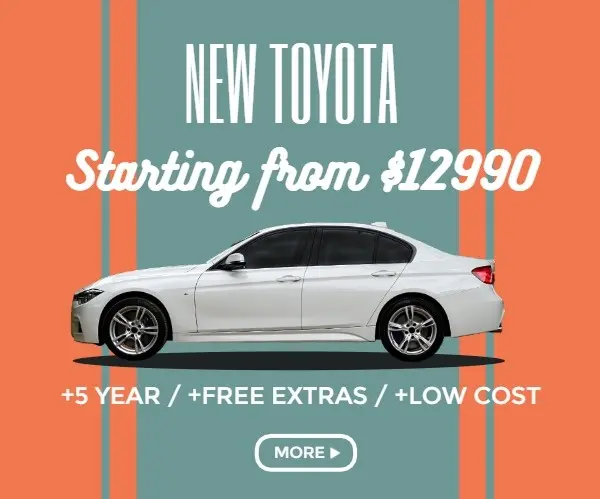 NEW TOYOTA
Starting from $12990
+5 YEAR / +FREE EXTRAS / +LOW COST
MORE